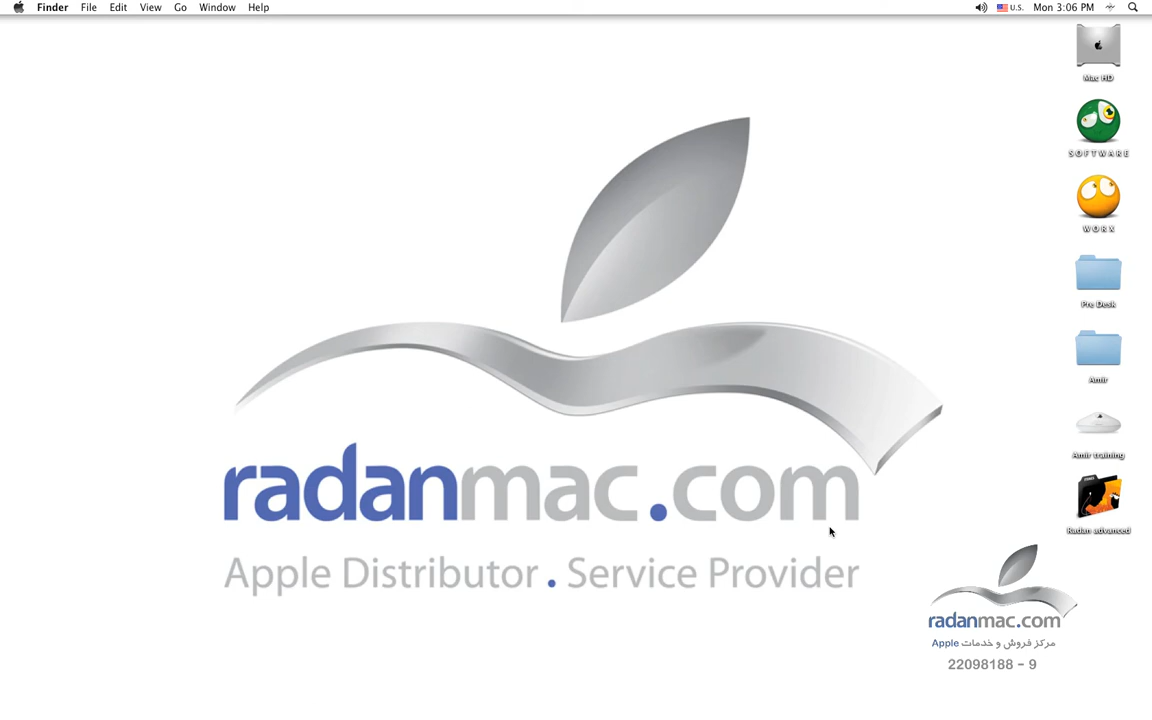 Finder File Edit View Go Window Help U.S. Mon 3:06 PM
Mac HD
SOFTWARE
WORX
Pre Desk
Amir
Amir training
Radan advanced
radanmac.com
Apple Distributor . Service Provider
radanmac.com
مرکز فروش و خدمات Apple
22098188 - 9